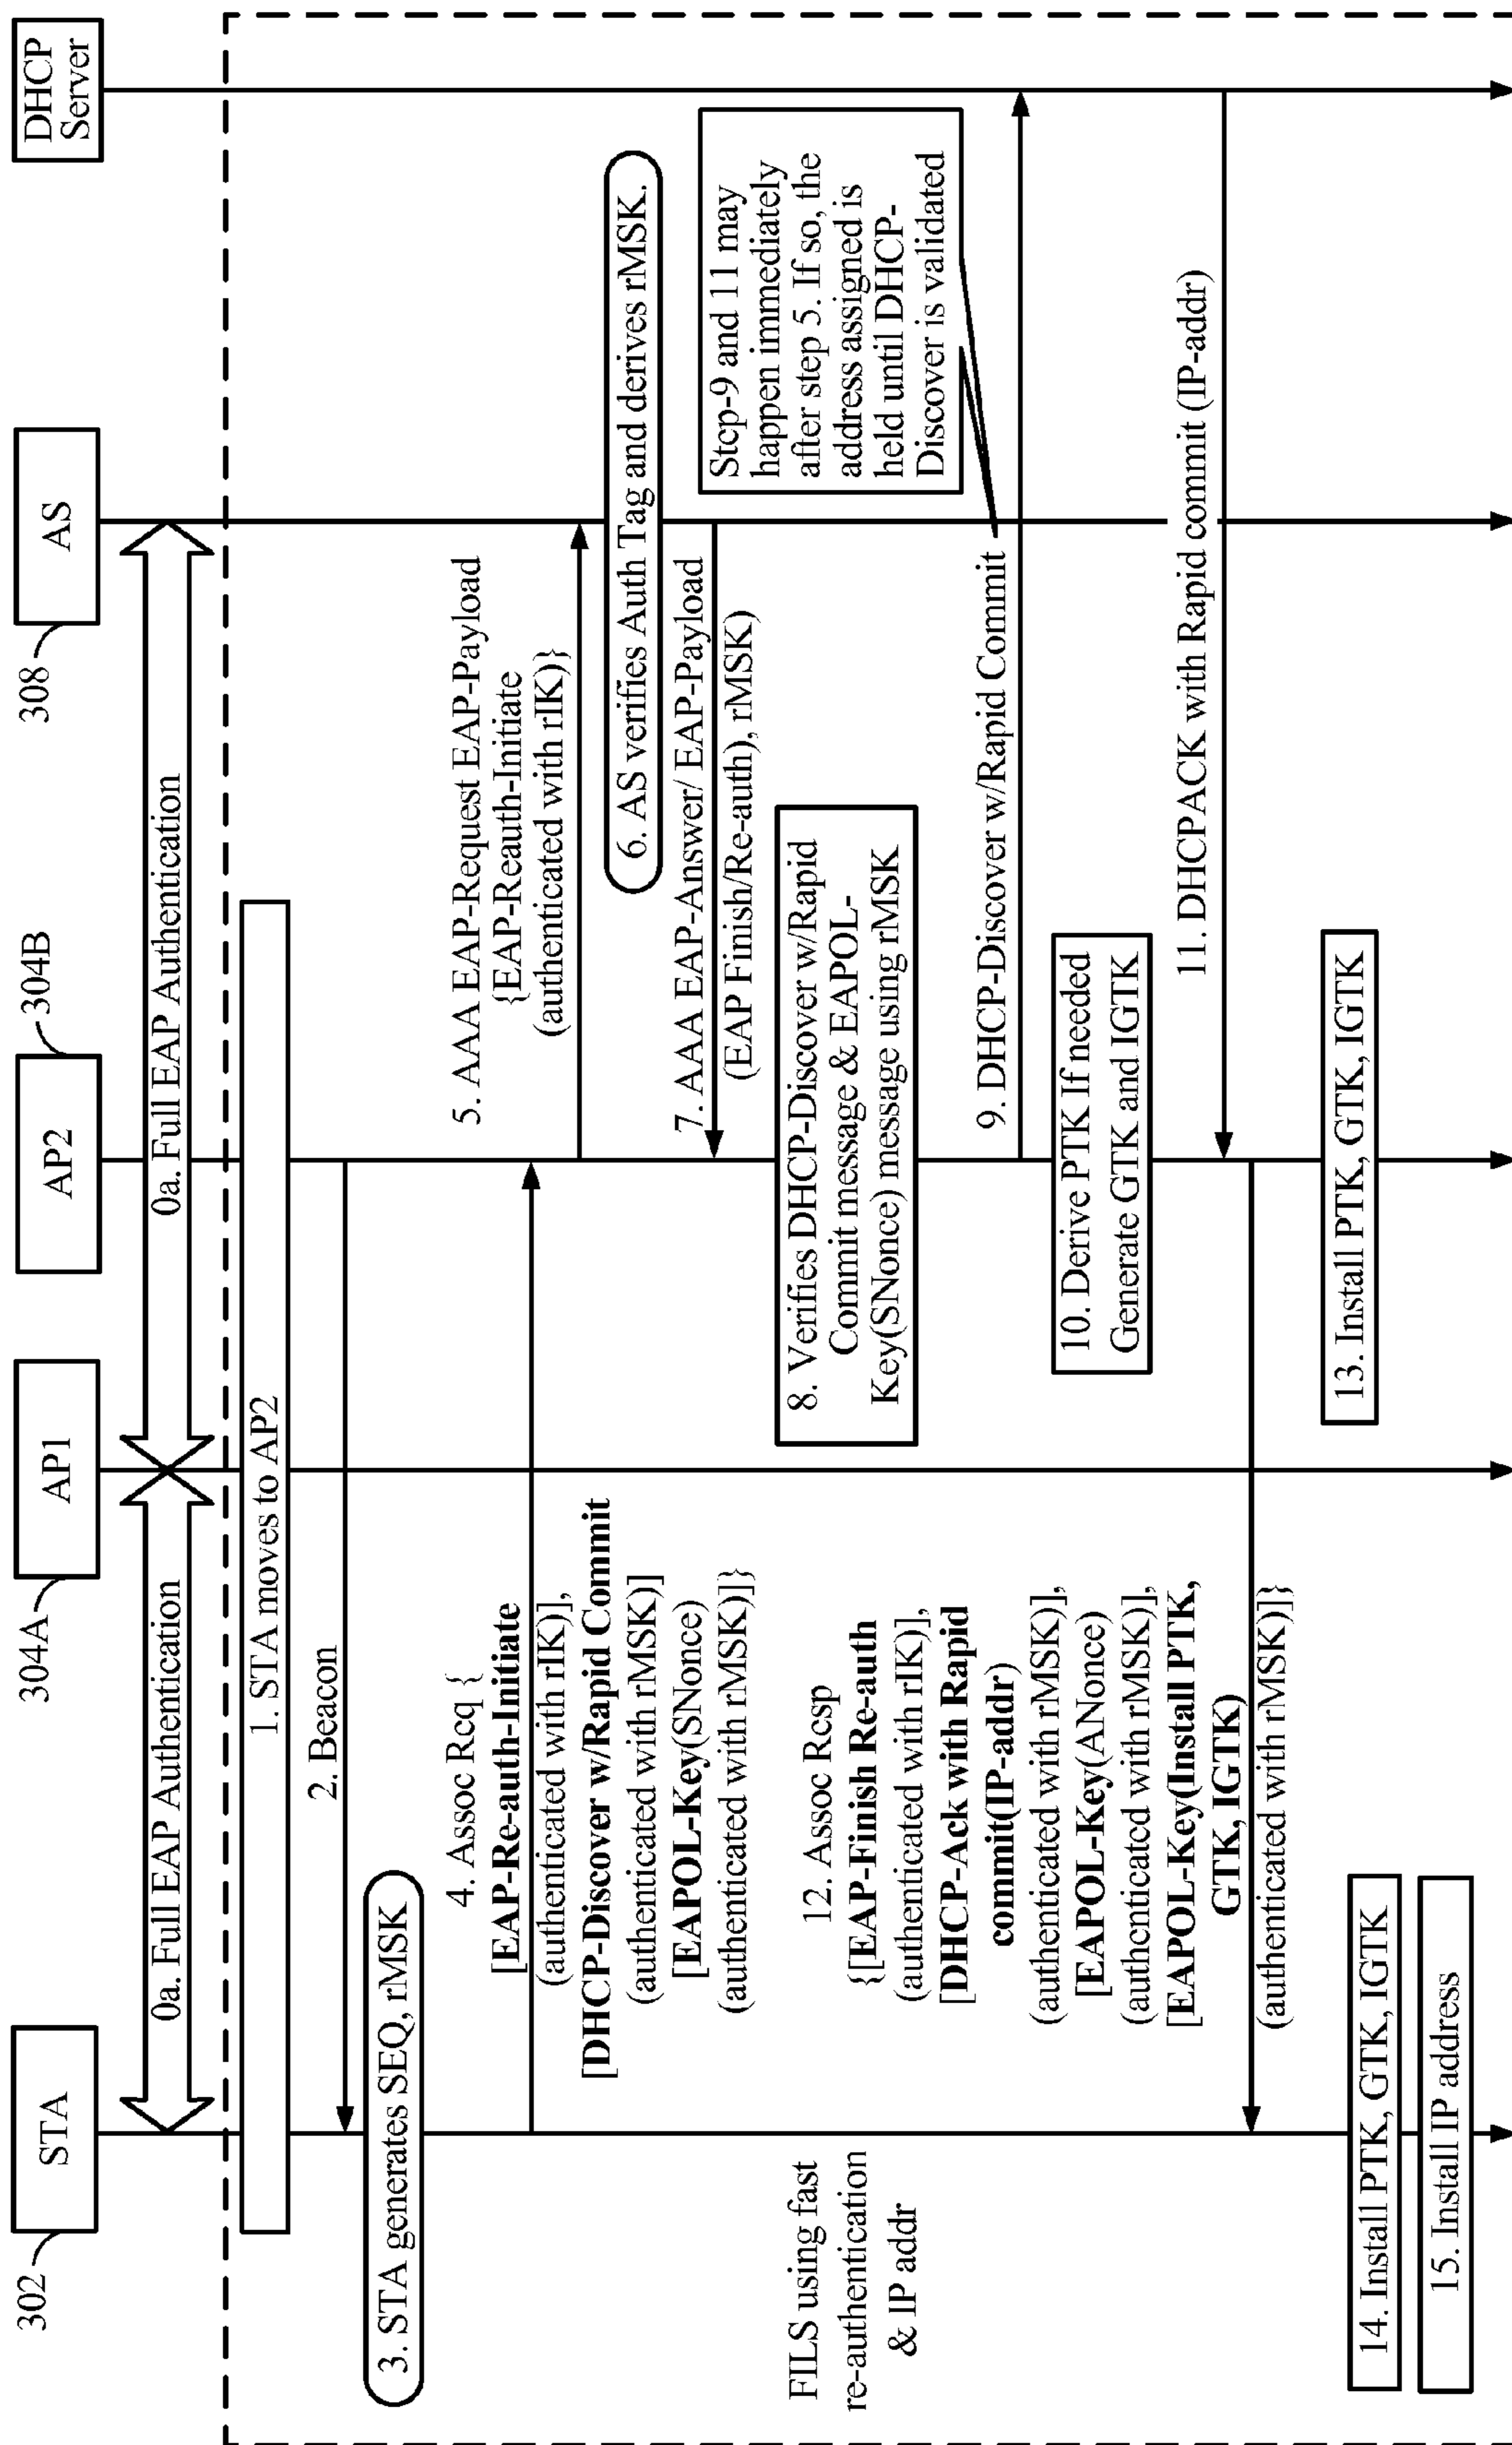 302
STA
304A
AP1
AP2
304B
308
AS
DHCP
Server
0a. Full EAP Authentication
0a. Full EAP Authentication
1. STA moves to AP2
2. Beacon
3. STA generates SEQ, rMSK
4. Assoc Req {
[EAP-Re-auth-Initiate
(authenticated with rIK)],
[DHCP-Discover w/Rapid Commit
(authenticated with rMSK)]
[EAPOL-Key(SNonce)
(authenticated with rMSK)]}
5. AAA EAP-Request EAP-Payload
{EAP-Reauth-Initiate
(authenticated with rIK)}
6. AS verifies Auth Tag and derives rMSK.
7. AAA EAP-Answer/ EAP-Payload
(EAP Finish/Re-auth), rMSK)
8. Verifies DHCP-Discover w/Rapid
Commit message & EAPOL-
Key(SNonce) message using rMSK
Step-9 and 11 may
happen immediately
after step 5. If so, the
address assigned is
held until DHCP-
Discover is validated
9. DHCP-Discover w/Rapid Commit
10. Derive PTK If needed
Generate GTK and IGTK
11. DHCPACK with Rapid commit (IP-addr)
FILS using fast
re-authentication
& IP addr
12. Assoc Resp
{[EAP-Finish Re-auth
(authenticated with rIK)],
[DHCP-Ack with Rapid
commit(IP-addr)
(authenticated with rMSK)],
[EAPOL-Key(ANonce)
(authenticated with rMSK)],
[EAPOL-Key(Install PTK,
GTK, IGTK)
(authenticated with rMSK)]}
13. Install PTK, GTK, IGTK
14. Install PTK, GTK, IGTK
15. Install IP address